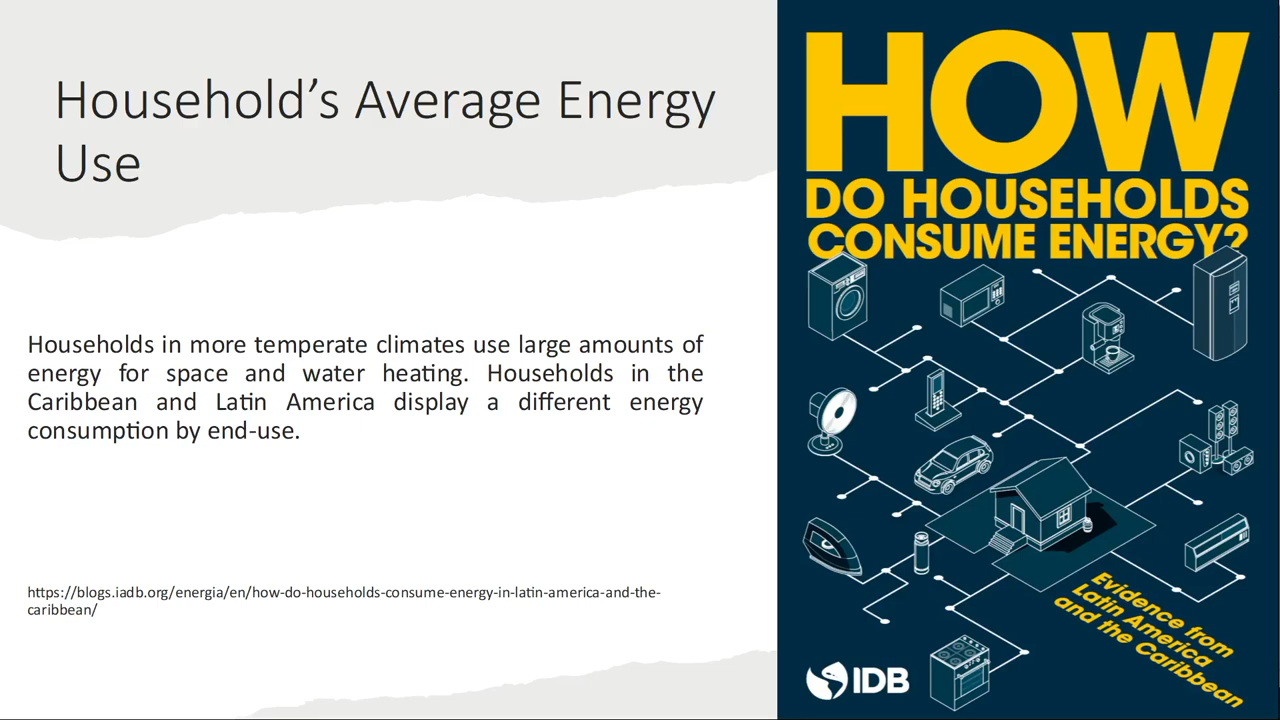 Household’s Average Energy
Use
Households in more temperate climates use large amounts of
energy for space and water heating. Households in the
Caribbean and Latin America display a different energy
consumption by end-use.
https://blogs.iadb.org/energia/en/how-do-households-consume-energy-in-latin-america-and-the-
caribbean/
HOW
DO HOUSEHOLDS
CONSUME ENERGY?
Evidence from
Latin America
and the Caribbean
IDB